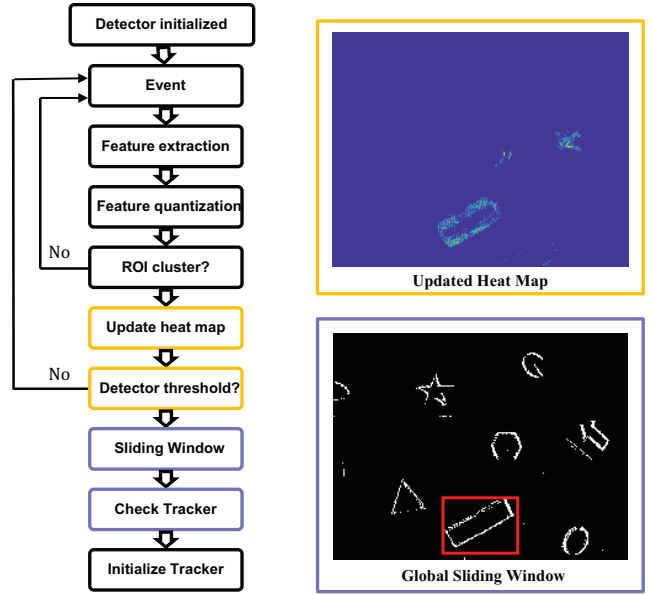 Detector initialized
Event
Feature extraction
Feature quantization
No
ROI cluster?
Update heat map
No
Detector threshold?
Sliding Window
Check Tracker
Initialize Tracker
Updated Heat Map
Global Sliding Window